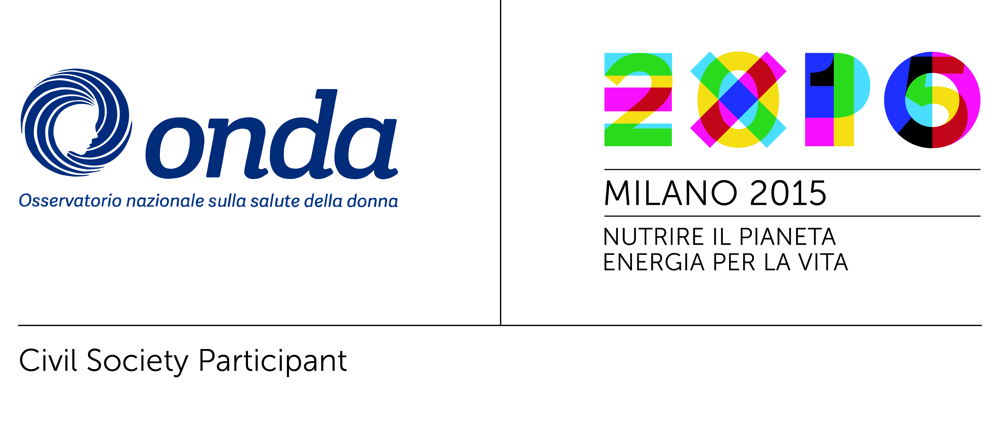 onda
Osservatorio nazionale sulla salute della donna
EXPO
2015
MILANO 2015
NUTRIRE IL PIANETA
ENERGIA PER LA VITA
Civil Society Participant